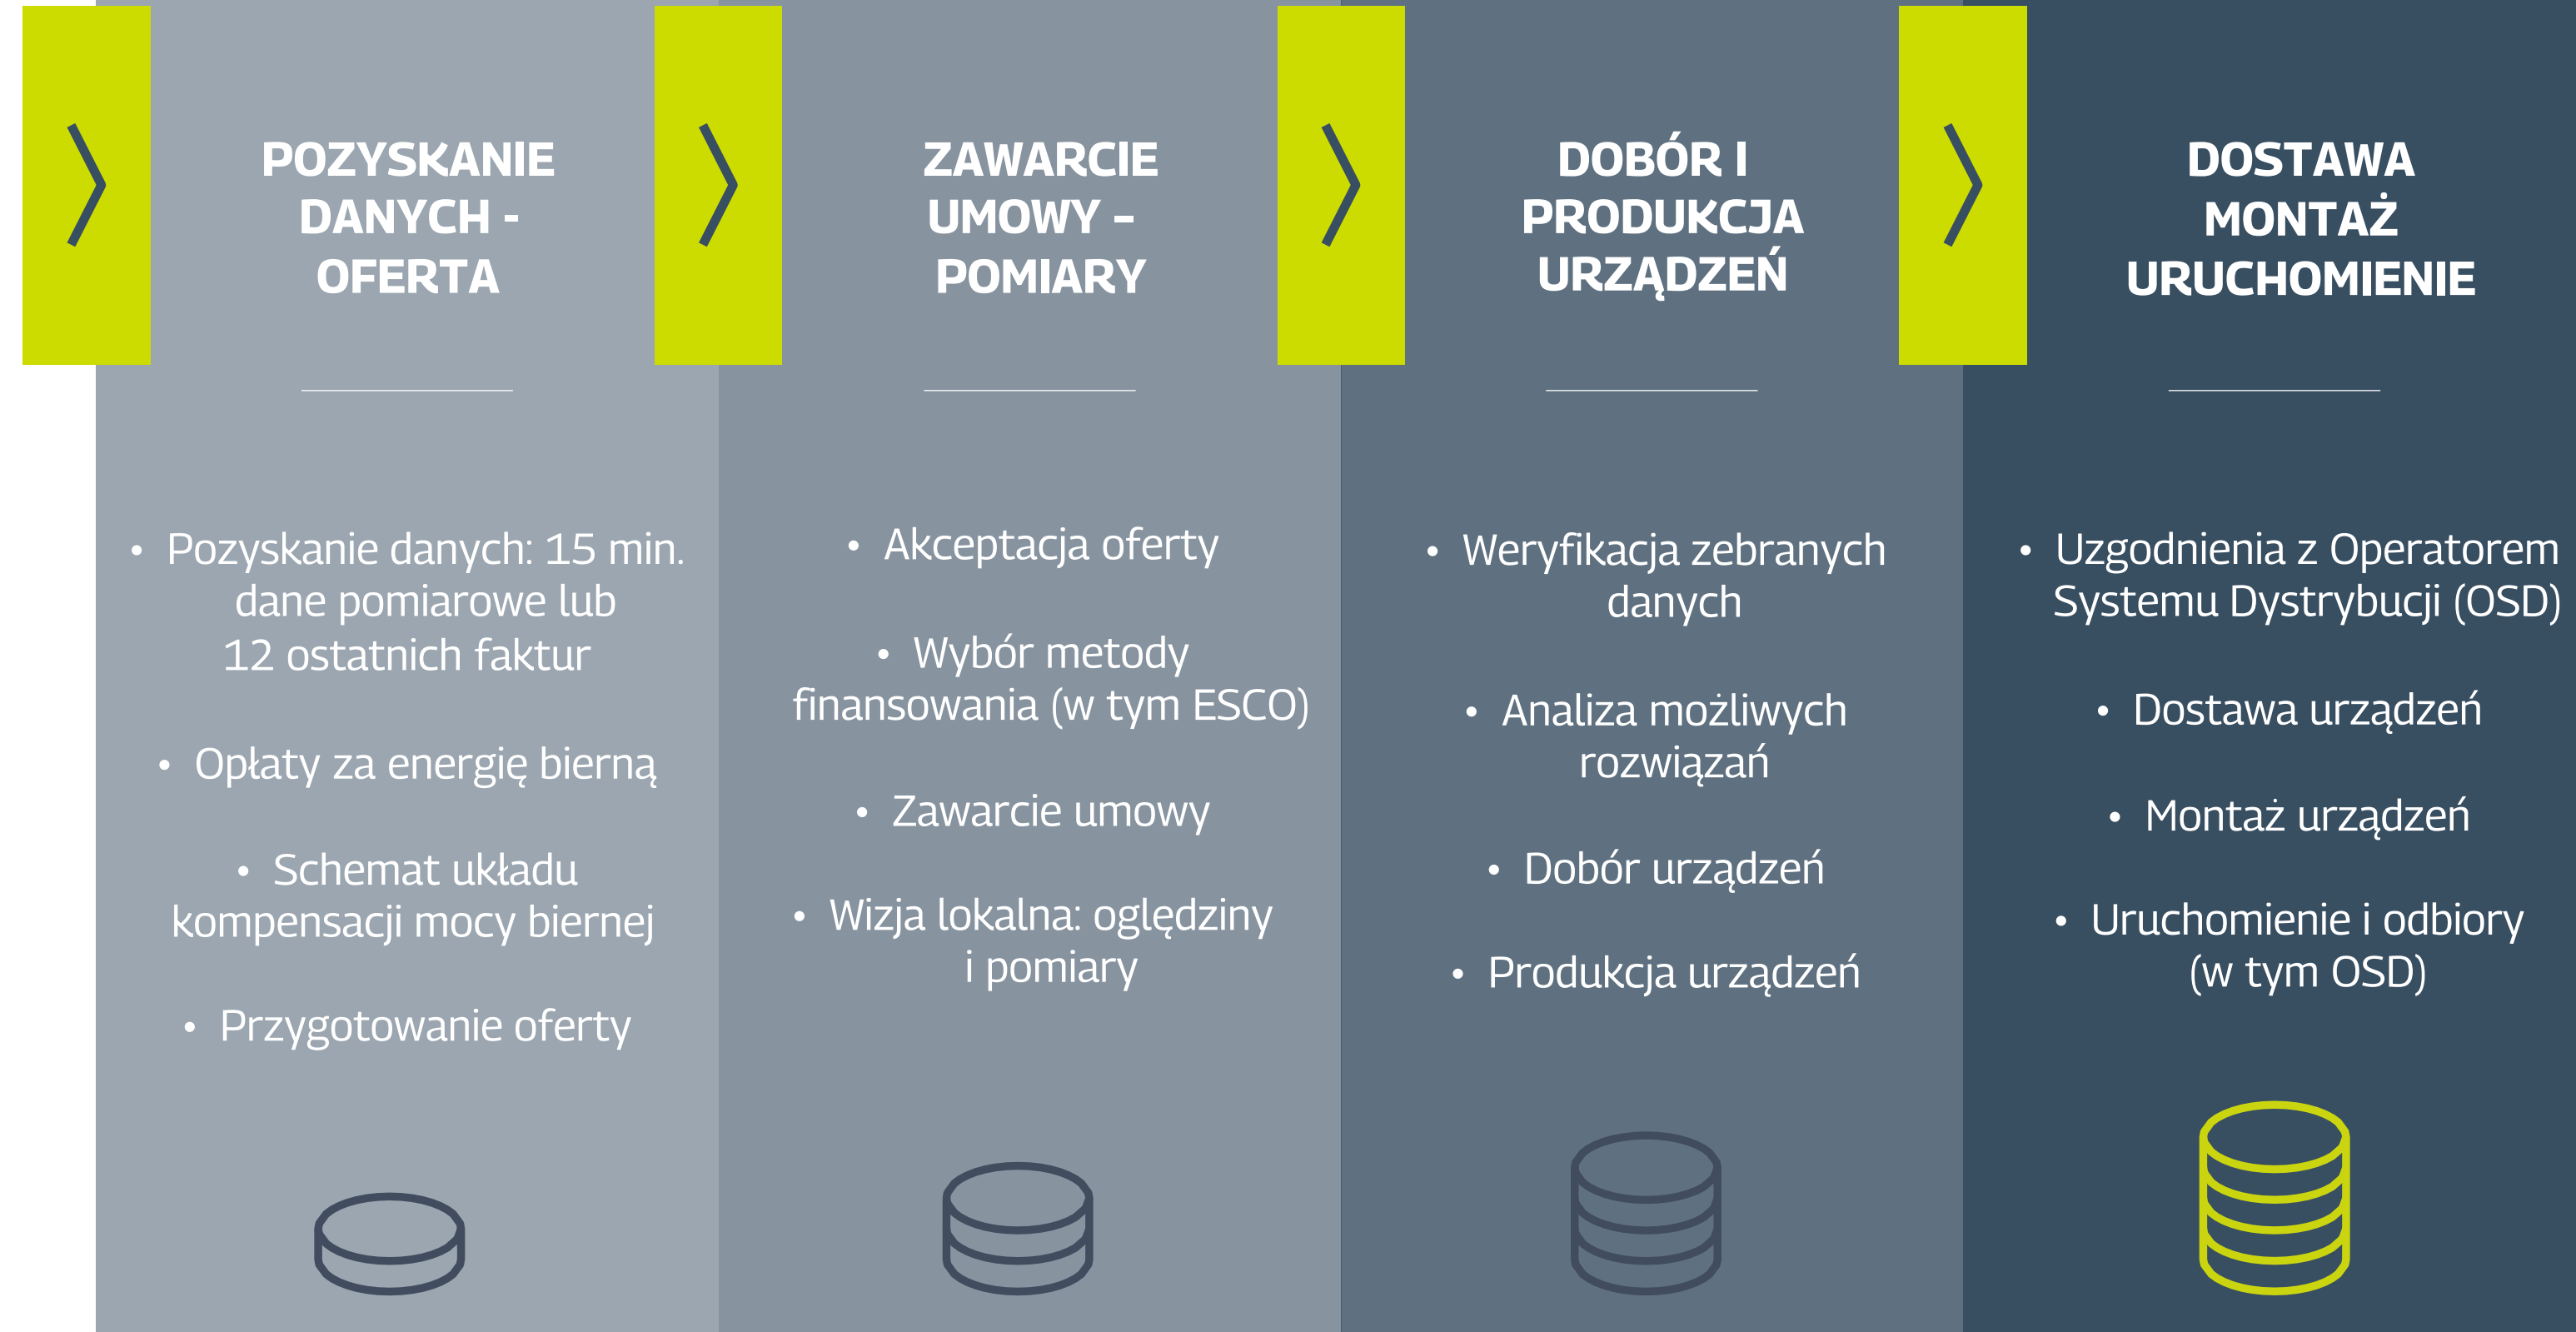 POZYSKANIE
DANYCH -
OFERTA
• Pozyskanie danych: 15 min.
dane pomiarowe lub
12 ostatnich faktur
• Opłaty za energię bierną
• Schemat układu
kompensacji mocy biernej
• Przygotowanie oferty
ZAWARCIE
UMOWY –
POMIARY
• Akceptacja oferty
• Wybór metody
finansowania (w tym ESCO)
• Zawarcie umowy
• Wizja lokalna: oględziny
i pomiary
DOBÓR I
PRODUKCJA
URZĄDZEŃ
• Weryfikacja zebranych
danych
• Analiza możliwych
rozwiązań
• Dobór urządzeń
• Produkcja urządzeń
DOSTAWA
MONTAŻ
URUCHOMIENIE
• Uzgodnienia z Operatorem
Systemu Dystrybucji (OSD)
• Dostawa urządzeń
• Montaż urządzeń
• Uruchomienie i odbiory
(w tym OSD)